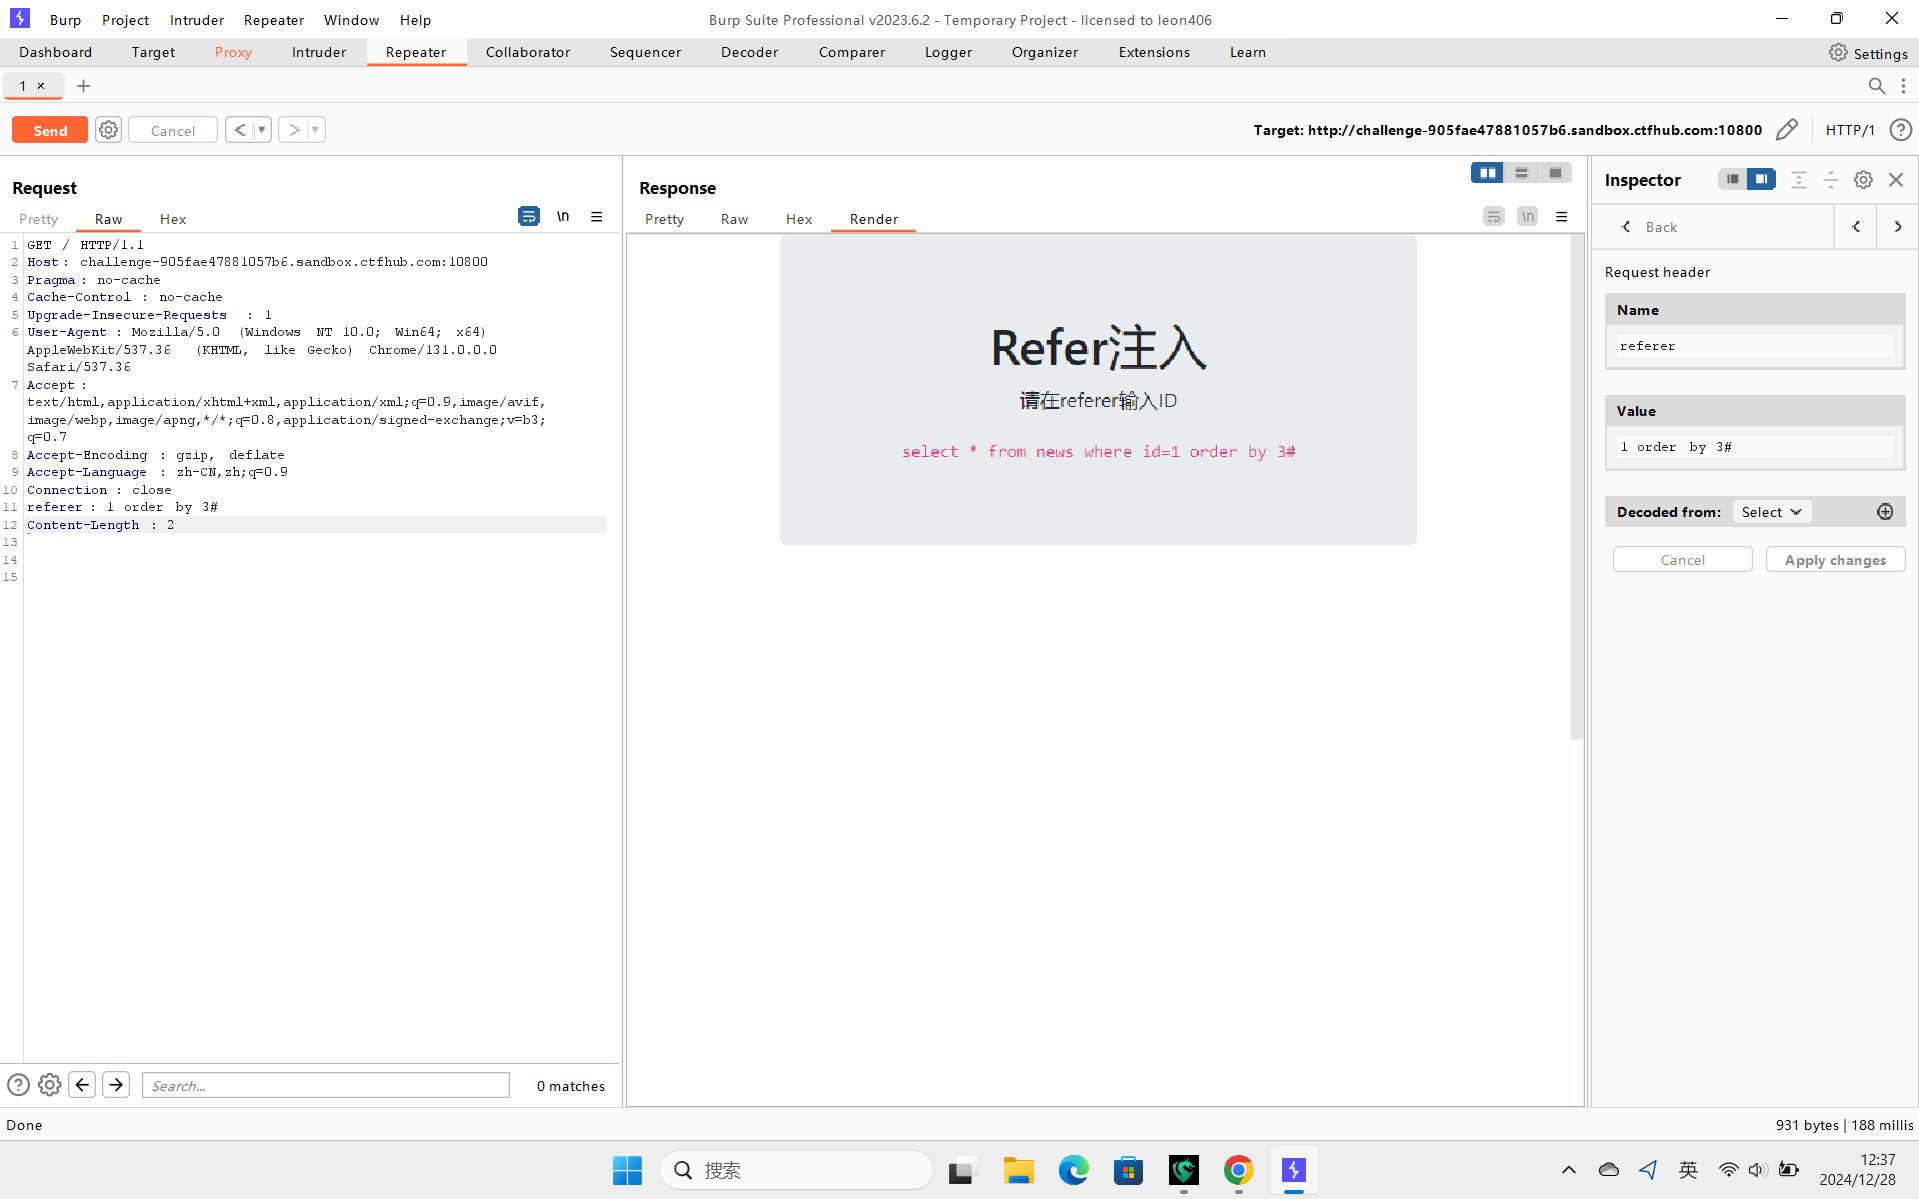 Burp Project Intruder Repeater Window Help Burp Suite Professional v2023.6.2 - Temporary Project - licensed to leon406
Dashboard Target Proxy Intruder Repeater Collaborator Sequencer Decoder Comparer Logger Organizer Extensions Learn Settings
1 ×
Send Cancel Target: http://challenge-905fae47881057b6.sandbox.ctfhub.com:10800 HTTP/1
Request
Pretty Raw Hex \n
1 GET / HTTP/1.1
2 Host: challenge-905fae47881057b6.sandbox.ctfhub.com:10800
3 Pragma: no-cache
4 Cache-Control : no-cache
5 Upgrade-Insecure-Requests : 1
6 User-Agent : Mozilla/5.0 (Windows NT 10.0; Win64; x64)
AppleWebKit/537.36 (KHTML, like Gecko) Chrome/131.0.0.0
Safari/537.36
7 Accept :
text/html,application/xhtml+xml,application/xml;q=0.9,image/avif,
image/webp,image/apng,*/*;q=0.8,application/signed-exchange;v=b3;
q=0.7
8 Accept-Encoding : gzip, deflate
9 Accept-Language : zh-CN,zh;q=0.9
10 Connection : close
11 referer : 1 order by 3#
12 Content-Length : 2
13
14
15
Search... 0 matches
Response
Pretty Raw Hex Render \n
Refer注入
请在referer输入ID
select * from news where id=1 order by 3#
Inspector
Back
Request header
Name
referer
Value
1 order by 3#
Decoded from: Select
Cancel Apply changes
Done 931 bytes | 188 millis
搜索 英 12:37
2024/12/28